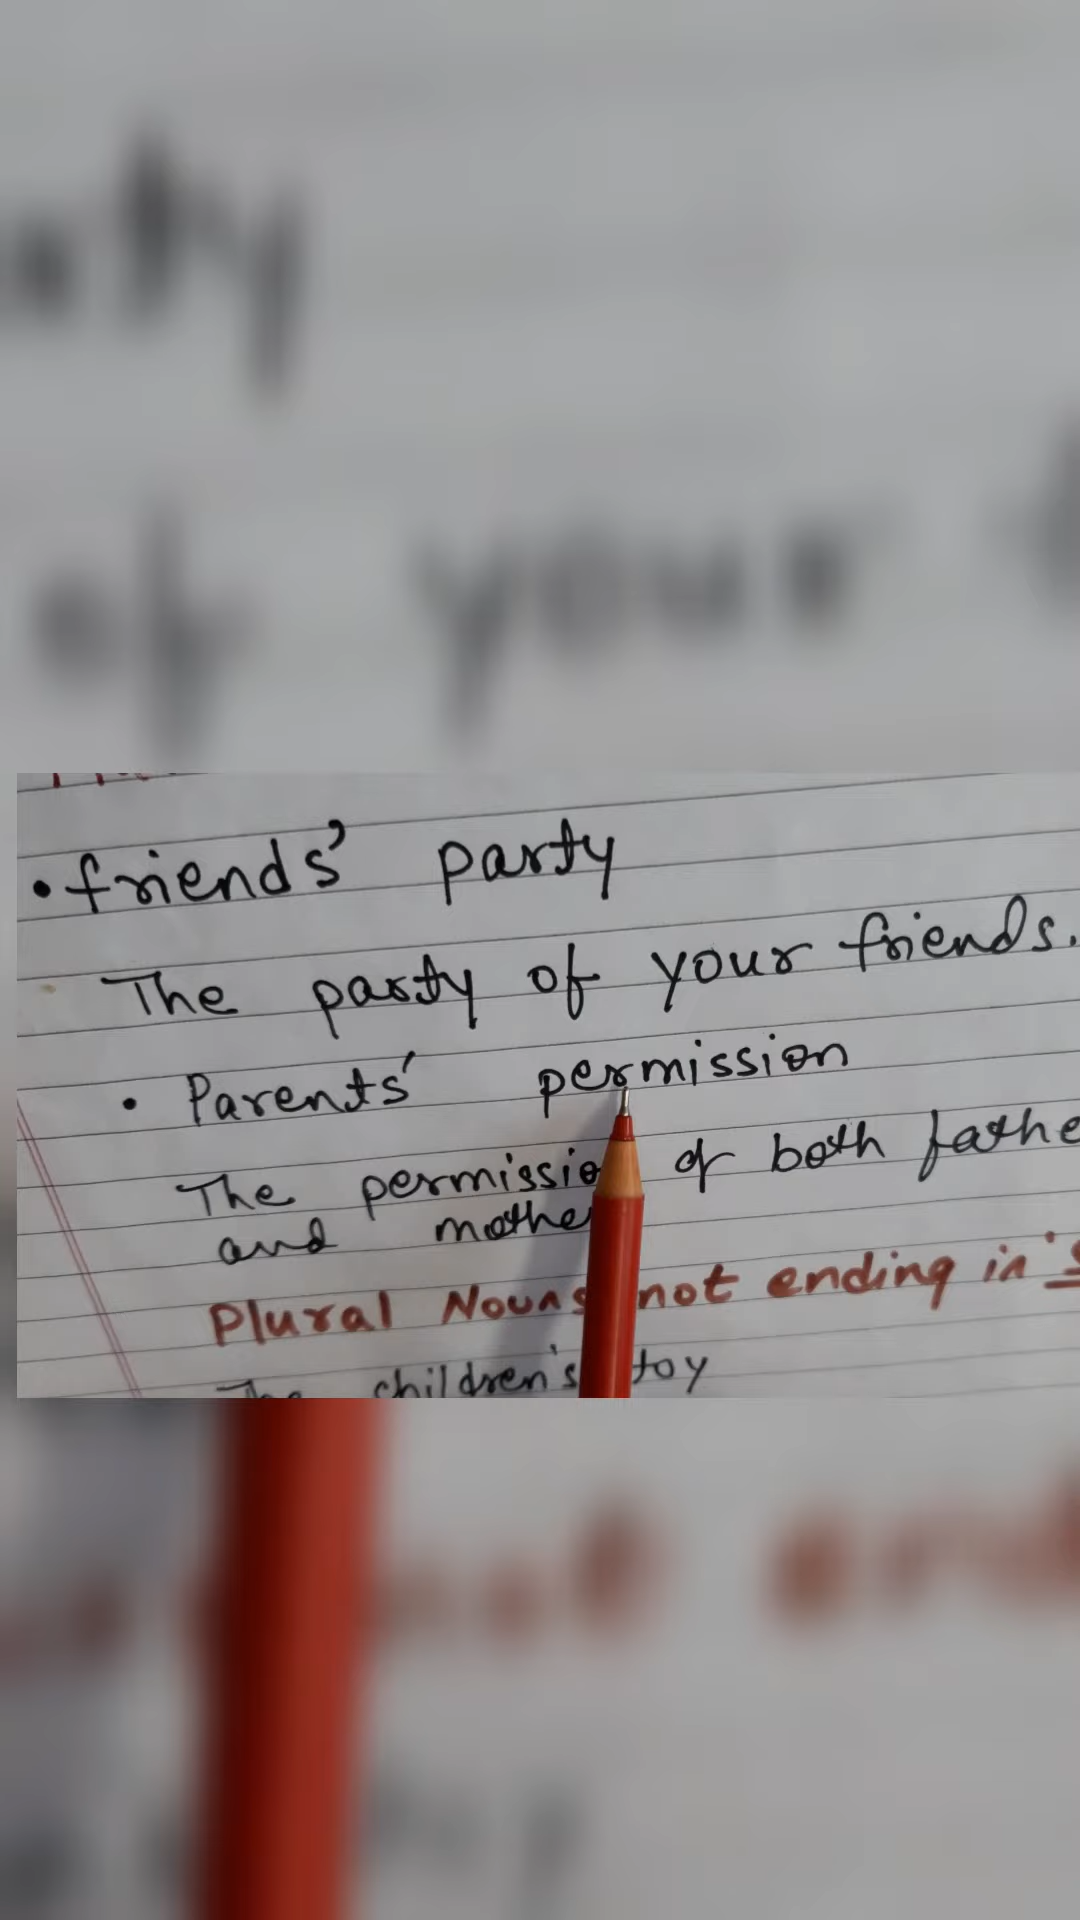 • friends' party
The party of your friends.
• Parents' permission
The permissio of both fathe
and mothe
Plural Nouns not ending in 's
The children's toy